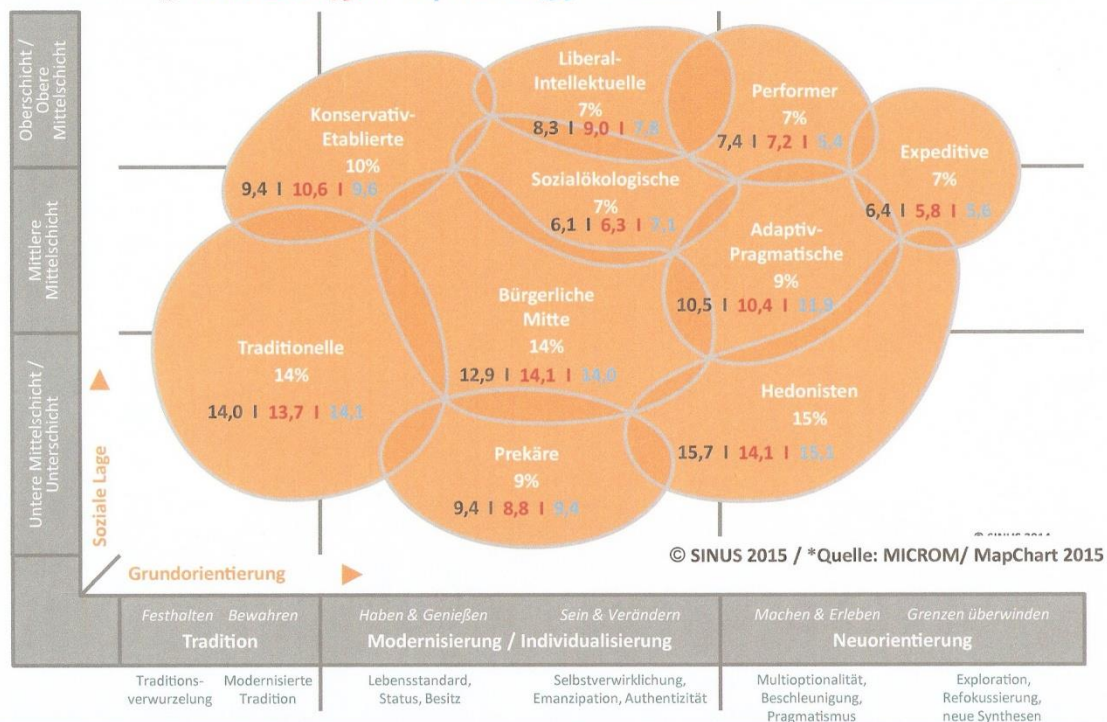 Oberschicht /
Obere
Mittelschicht
Mittlere
Mittelschicht
Untere Mittelschicht /
Unterschicht
Soziale Lage
Liberal-
Intellektuelle
7%
8,3 I 9,0 I 7,8
Performer
7%
7,4 I 7,2 I 5,4
Konservativ-
Etablierte
10%
9,4 I 10,6 I 9,6
Expeditive
7%
6,4 I 5,8 I 5,6
Sozialökologische
7%
6,1 I 6,3 I 7,1
Adaptiv-
Pragmatische
9%
10,5 I 10,4 I
Bürgerliche
Mitte
14%
12,9 I 14,1 I 14,0
Traditionelle
14%
14,0 I 13,7 I 14,1
Hedonisten
15%
15,7 I 14,1 I
Prekäre
9%
9,4 I 8,8 I
© SINUS 2015 / *Quelle: MICROM/ MapChart 2015
Grundorientierung
Festhalten Bewahren
Tradition
Haben & Genießen Sein & Verändern
Modernisierung / Individualisierung
Machen & Erleben Grenzen überwinden
Neuorientierung
Traditions-
verwurzelung
Modernisierte
Tradition
Lebensstandard,
Status, Besitz
Selbstverwirklichung,
Emanzipation, Authentizität
Multioptionalität,
Beschleunigung,
Pragmatismus
Exploration,
Refokussierung,
neue Synthesen